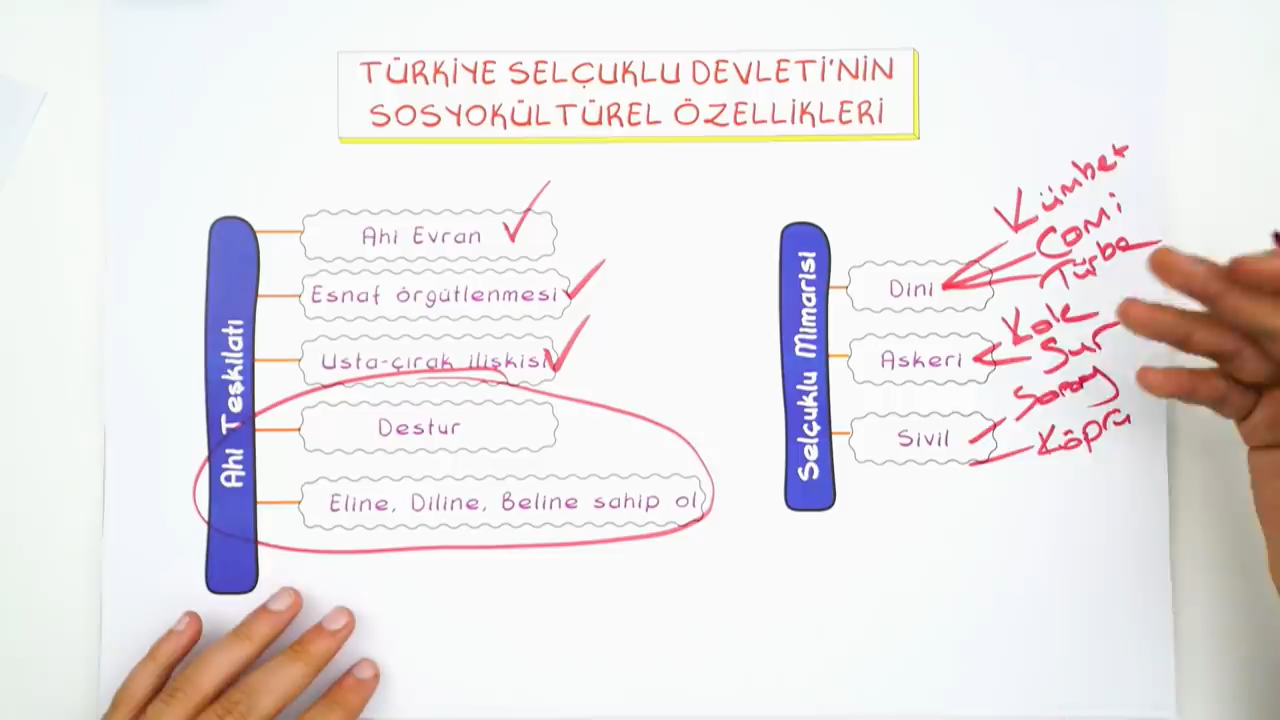 TÜRKİYE SELÇUKLU DEVLETİ'NİN
SOSYOKÜLTÜREL ÖZELLİKLERİ
Ahi Teşkilatı
Ahi Evran
Esnaf örgütlenmesi
Usta-çırak ilişkisi
Destur
Eline, Diline, Beline sahip ol
Selçuklu Mimarisi
Dini
Kümbet
Cami
Türbe
Askeri
Kale
Sur
Sivil
Saray
Köprü